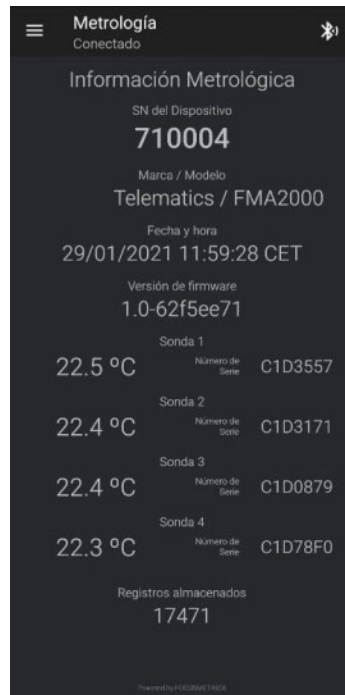 Metrología
Conectado
Información Metrológica
SN del Dispositivo
710004
Marca / Modelo
Telematics / FMA2000
Fecha y hora
29/01/2021 11:59:28 CET
Versión de firmware
1.0-62f5ee71
Sonda 1
22.5 ºC Número de Serie C1D3557
Sonda 2
22.4 ºC Número de Serie C1D3171
Sonda 3
22.4 ºC Número de Serie C1D0879
Sonda 4
22.3 ºC Número de Serie C1D78F0
Registros almacenados
17471
Powered by